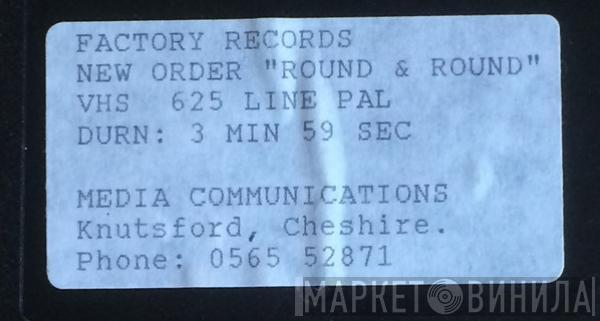 FACTORY RECORDS
NEW ORDER "ROUND & ROUND"
VHS 625 LINE PAL
DURN: 3 MIN 59 SEC
MEDIA COMMUNICATIONS
Knutsford, Cheshire.
Phone: 0565 52871
МАРКЕТ ВИНИЛА